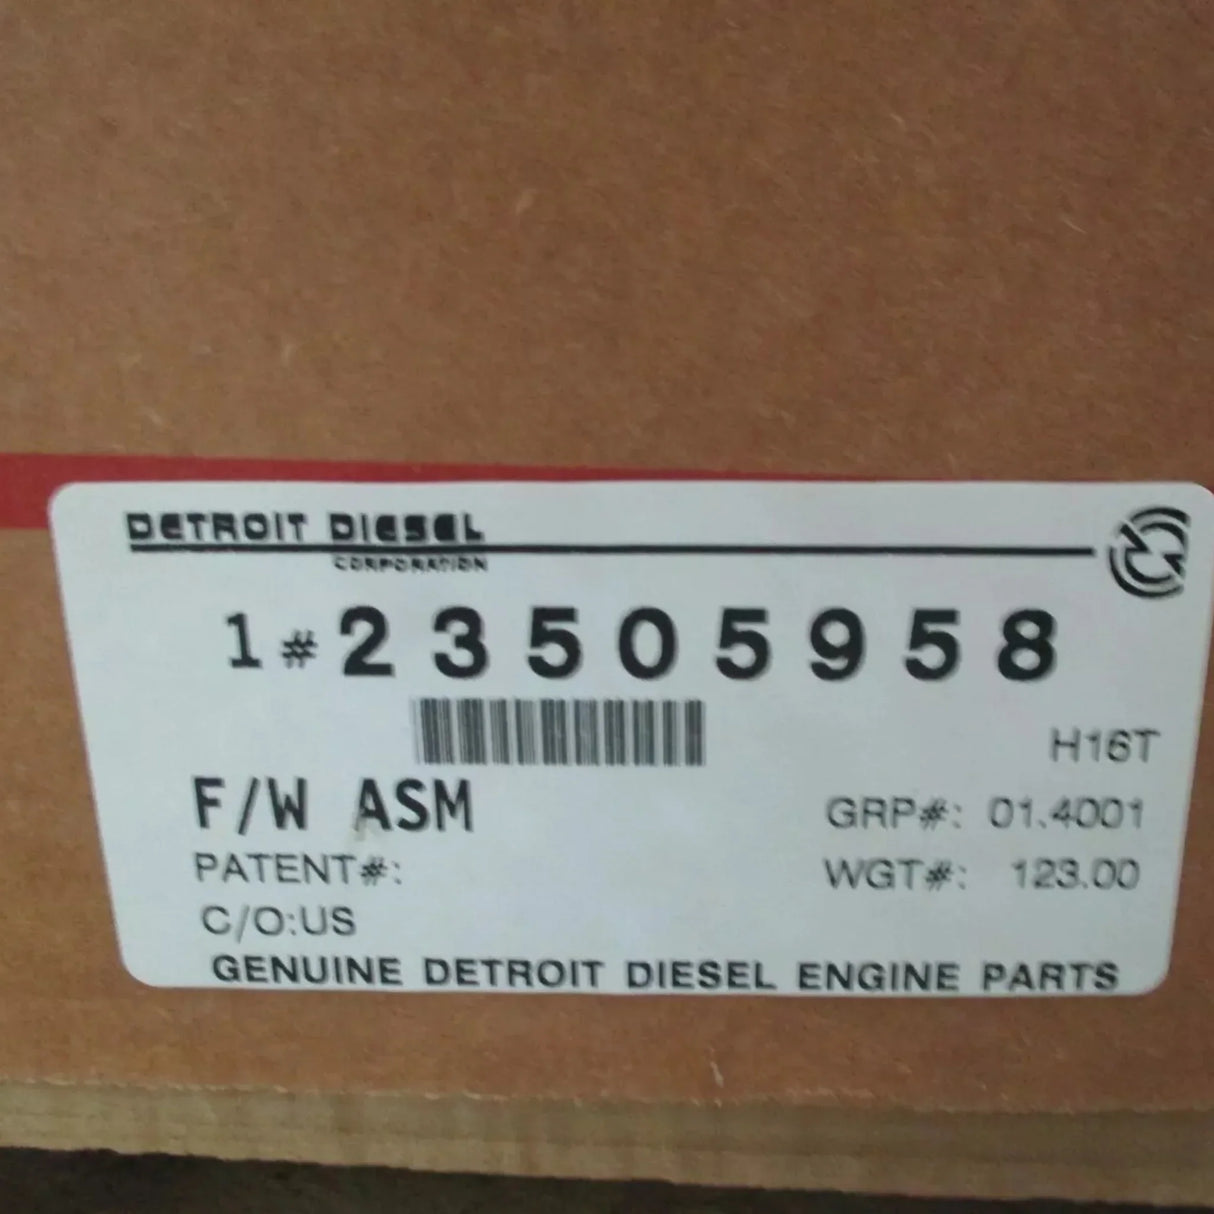 DETROIT DIESEL
CORPORATION
1#23505958
H16T
F/W ASM
GRP#: 01.4001
PATENT#:
WGT#: 123.00
C/O:US
GENUINE DETROIT DIESEL ENGINE PARTS